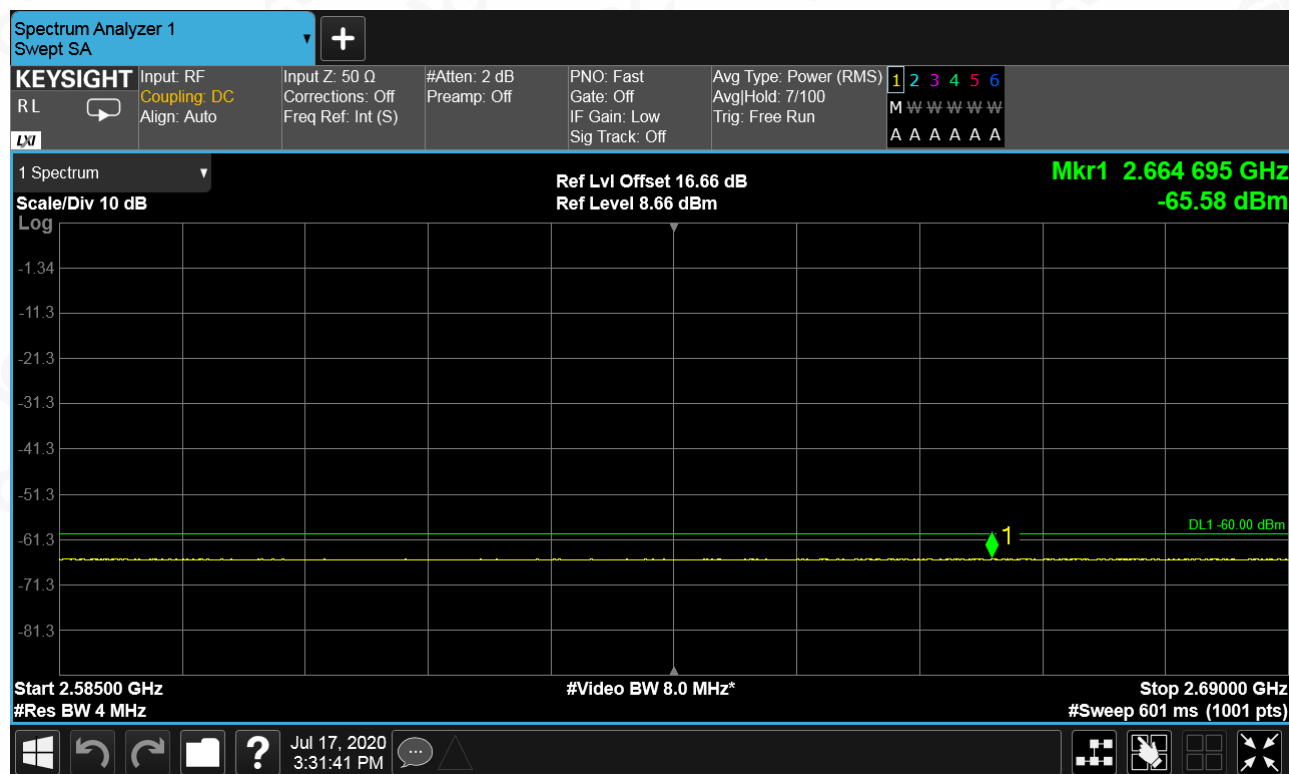 Spectrum Analyzer 1
Swept SA
KEYSIGHT
R L
LXI
Input: RF
Coupling: DC
Align: Auto
Input Z: 50 Ω
Corrections: Off
Freq Ref: Int (S)
#Atten: 2 dB
Preamp: Off
PNO: Fast
Gate: Off
IF Gain: Low
Sig Track: Off
Avg Type: Power (RMS)
Avg|Hold: 7/100
Trig: Free Run
1 2 3 4 5 6
M W W W W W
A A A A A A
1 Spectrum
Scale/Div 10 dB
Log
Ref Lvl Offset 16.66 dB
Ref Level 8.66 dBm
Mkr1 2.664 695 GHz
-65.58 dBm
-1.34
-11.3
-21.3
-31.3
-41.3
-51.3
-61.3
-71.3
-81.3
DL1 -60.00 dBm
1
Start 2.58500 GHz
#Res BW 4 MHz
#Video BW 8.0 MHz*
Stop 2.69000 GHz
#Sweep 601 ms (1001 pts)
?
Jul 17, 2020
3:31:41 PM